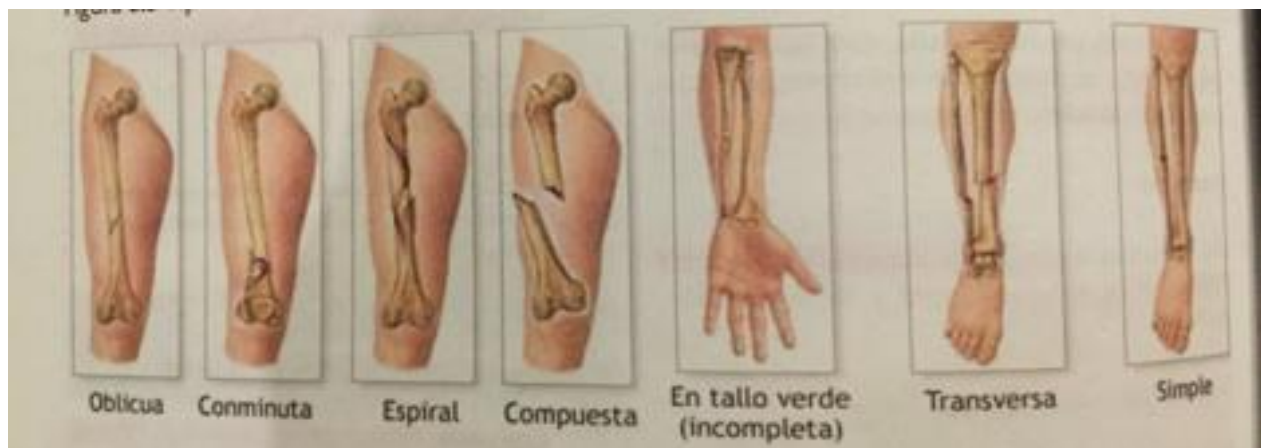 Oblicua
Conminuta
Espiral
Compuesta
En tallo verde
(incompleta)
Transversa
Simple